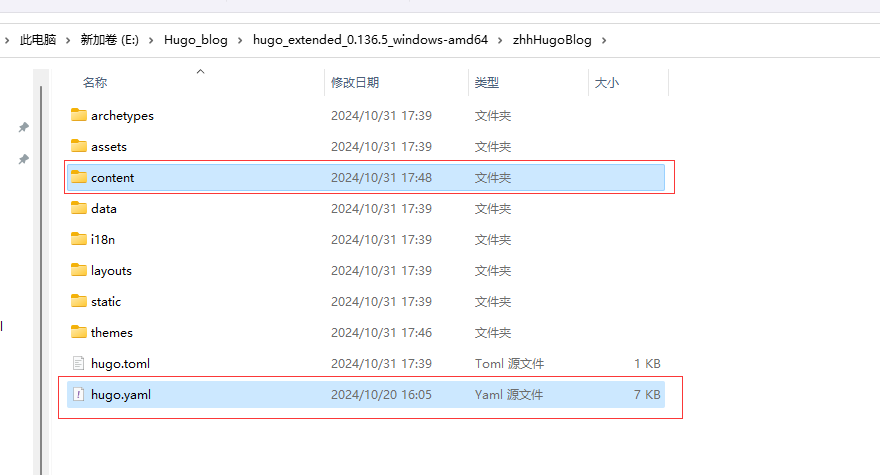 此电脑 > 新加卷 (E:) > Hugo_blog > hugo_extended_0.136.5_windows-amd64 > zhhHugoBlog >
名称 修改日期 类型 大小
archetypes 2024/10/31 17:39 文件夹
assets 2024/10/31 17:39 文件夹
content 2024/10/31 17:48 文件夹
data 2024/10/31 17:39 文件夹
i18n 2024/10/31 17:39 文件夹
layouts 2024/10/31 17:39 文件夹
static 2024/10/31 17:39 文件夹
themes 2024/10/31 17:46 文件夹
hugo.toml 2024/10/31 17:39 Toml 源文件 1 KB
hugo.yaml 2024/10/20 16:05 Yaml 源文件 7 KB